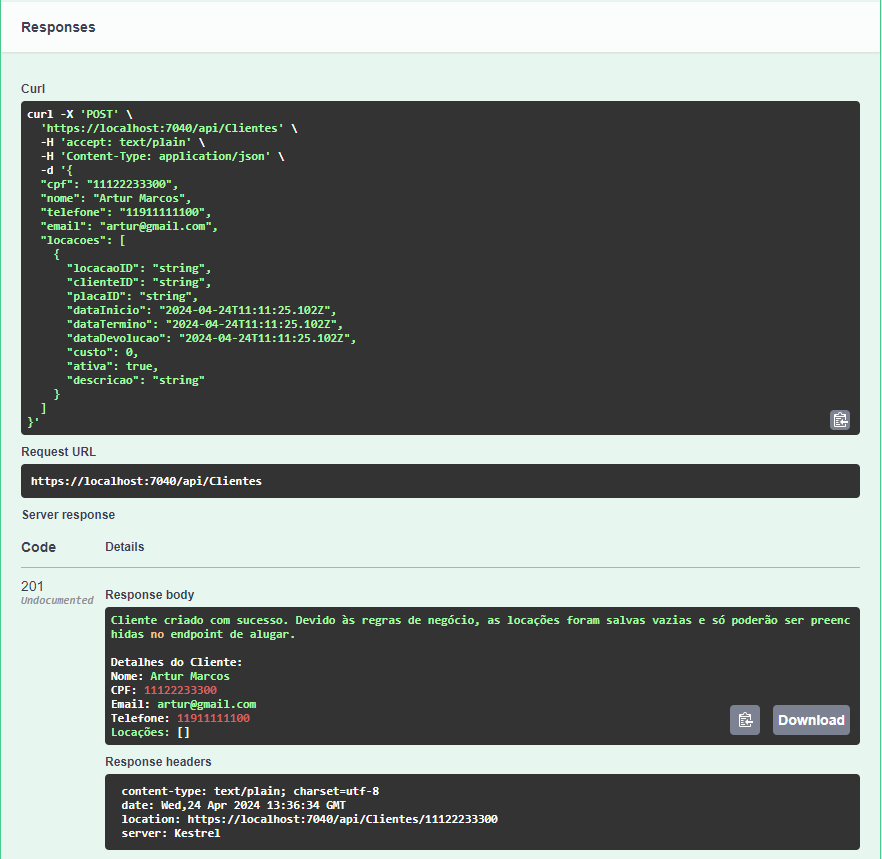 Responses
Curl
curl -X 'POST' \
  'https://localhost:7040/api/Clientes' \
  -H 'accept: text/plain' \
  -H 'Content-Type: application/json' \
  -d '{
  "cpf": "11122233300",
  "nome": "Artur Marcos",
  "telefone": "11911111100",
  "email": "artur@gmail.com",
  "locacoes": [
    {
      "locacaoID": "string",
      "clienteID": "string",
      "placaID": "string",
      "dataInicio": "2024-04-24T11:11:25.102Z",
      "dataTermino": "2024-04-24T11:11:25.102Z",
      "dataDevolucao": "2024-04-24T11:11:25.102Z",
      "custo": 0,
      "ativa": true,
      "descricao": "string"
    }
  ]
}'
Request URL
https://localhost:7040/api/Clientes
Server response
Code Details
201
Undocumented
Response body
Cliente criado com sucesso. Devido às regras de negócio, as locações foram salvas vazias e só poderão ser preenc
hidas no endpoint de alugar.
Detalhes do Cliente:
Nome: Artur Marcos
CPF: 11122233300
Email: artur@gmail.com
Telefone: 11911111100
Locações: []
Download
Response headers
content-type: text/plain; charset=utf-8
date: Wed,24 Apr 2024 13:36:34 GMT
location: https://localhost:7040/api/Clientes/11122233300
server: Kestrel